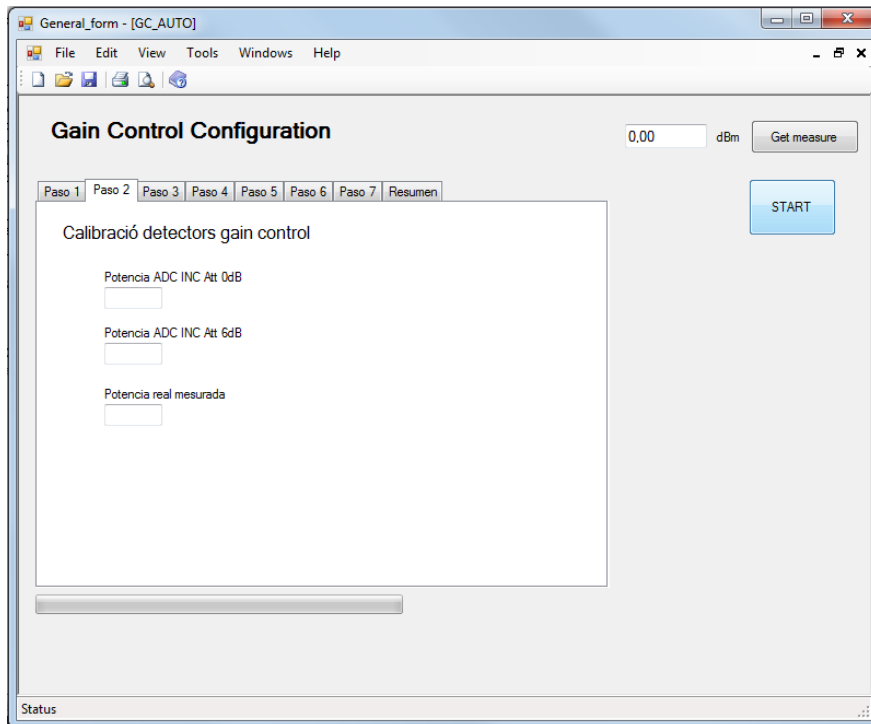 General_form - [GC_AUTO]
File Edit View Tools Windows Help
Gain Control Configuration
0,00 dBm Get measure
Paso 1 Paso 2 Paso 3 Paso 4 Paso 5 Paso 6 Paso 7 Resumen
START
Calibració detectors gain control
Potencia ADC INC Att 0dB
Potencia ADC INC Att 6dB
Potencia real mesurada
Status